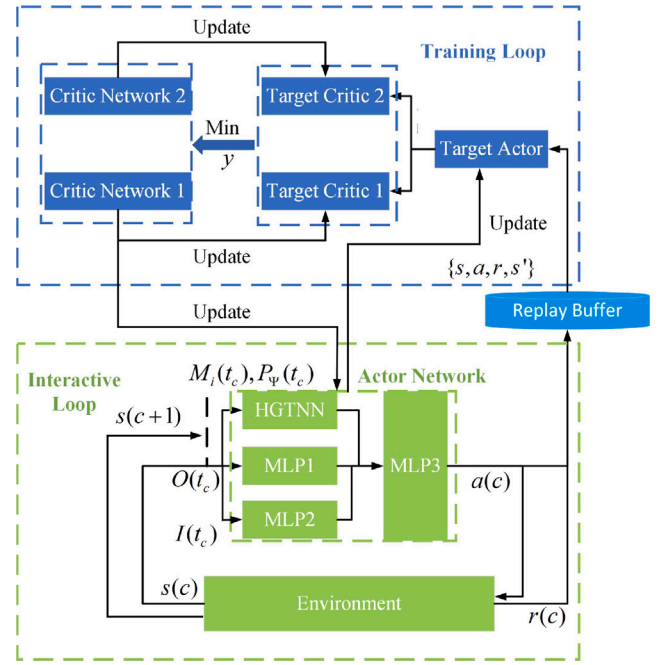 Update
Training Loop
Critic Network 2
Target Critic 2
Min
y
Target Actor
Critic Network 1
Target Critic 1
Update
Update
{s,a,r,s'}
Update
Replay Buffer
Interactive
Loop
M_i(t_c),P_Ψ(t_c)
Actor Network
s(c+1)
HGTNN
O(t_c)
MLP1
MLP3
a(c)
I(t_c)
MLP2
s(c)
Environment
r(c)